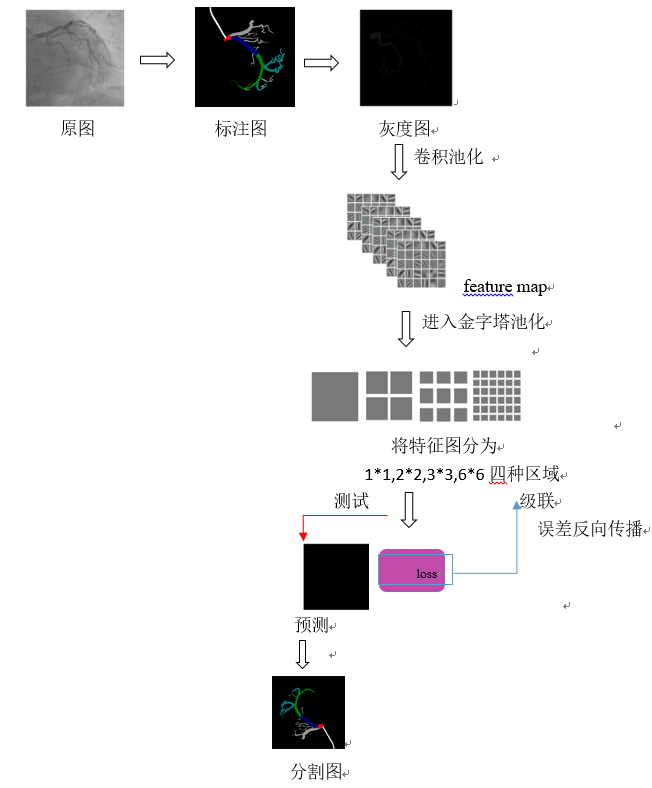 原图
标注图
灰度图
卷积池化
feature map
进入金字塔池化
将特征图分为
1*1,2*2,3*3,6*6 四种区域
测试
级联
误差反向传播
loss
预测
分割图